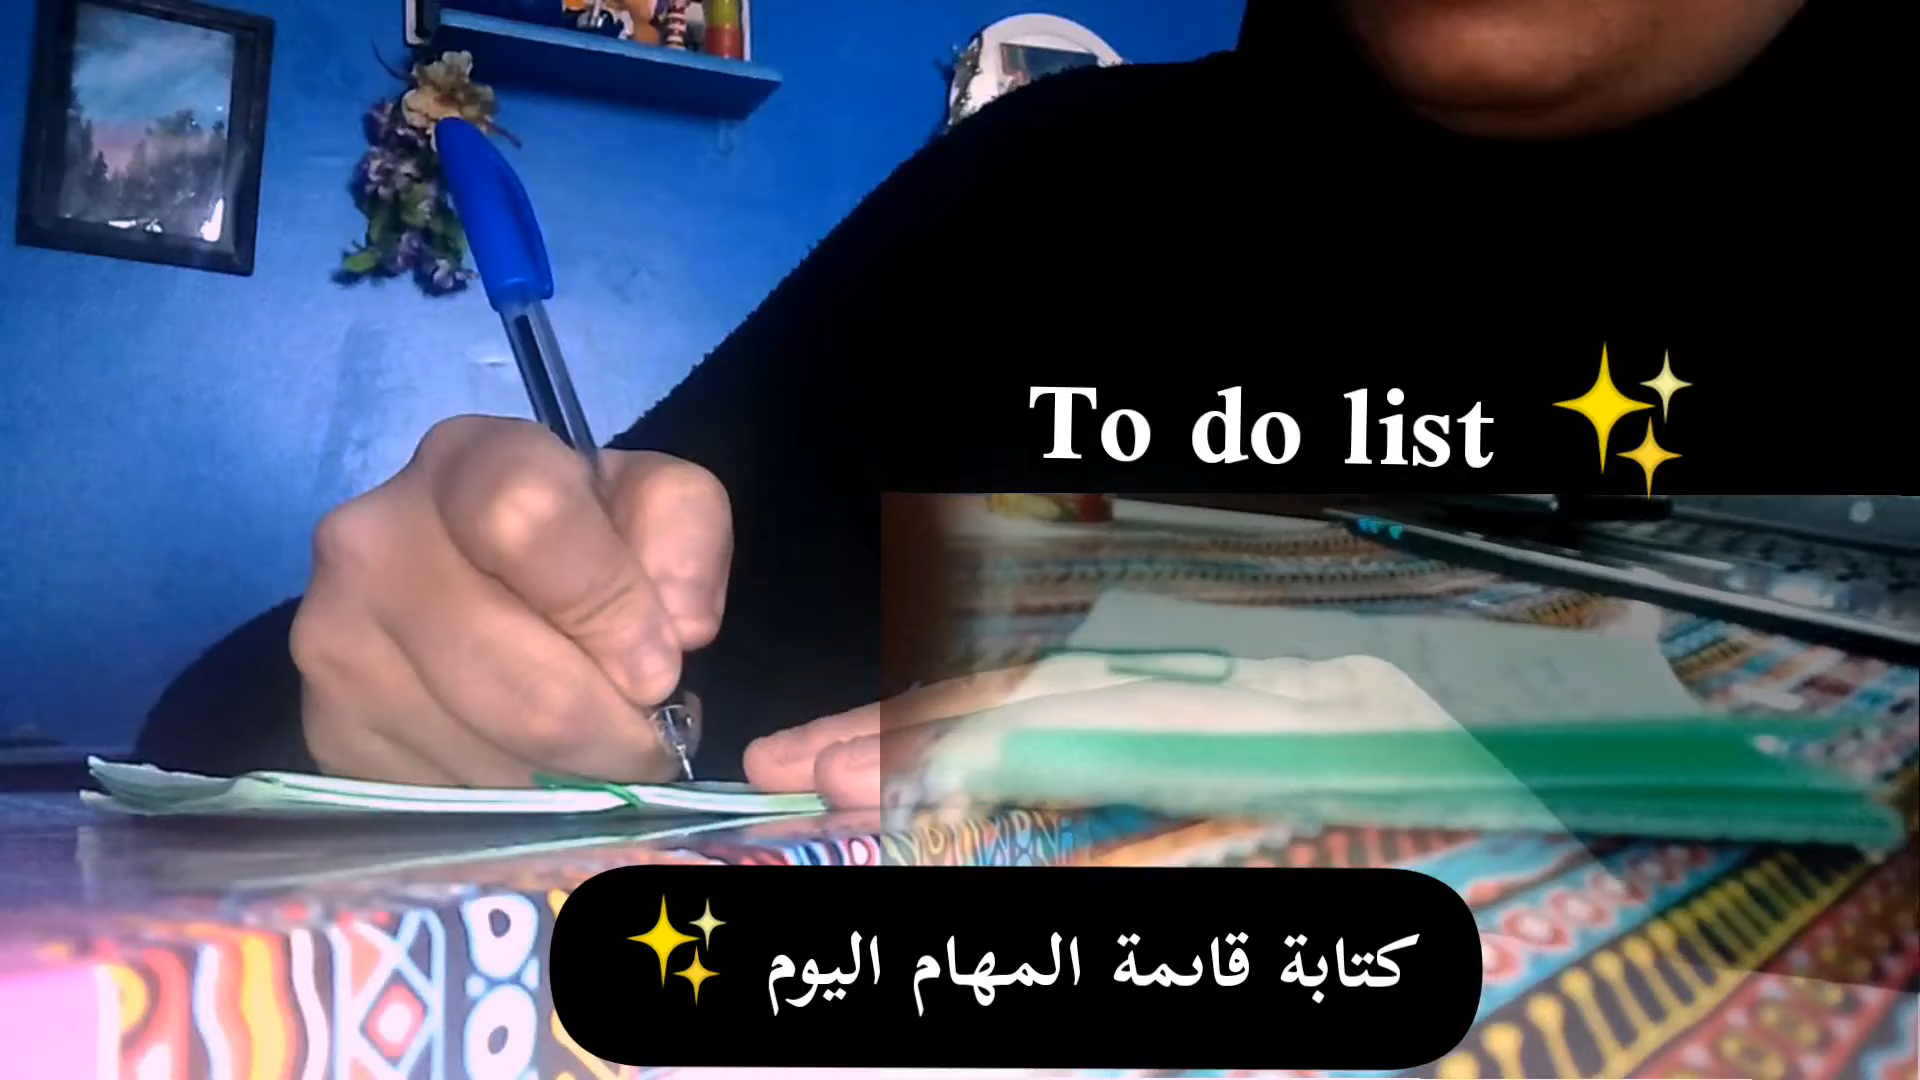 To do list ✨
كتابة قائمة المهام اليوم ✨